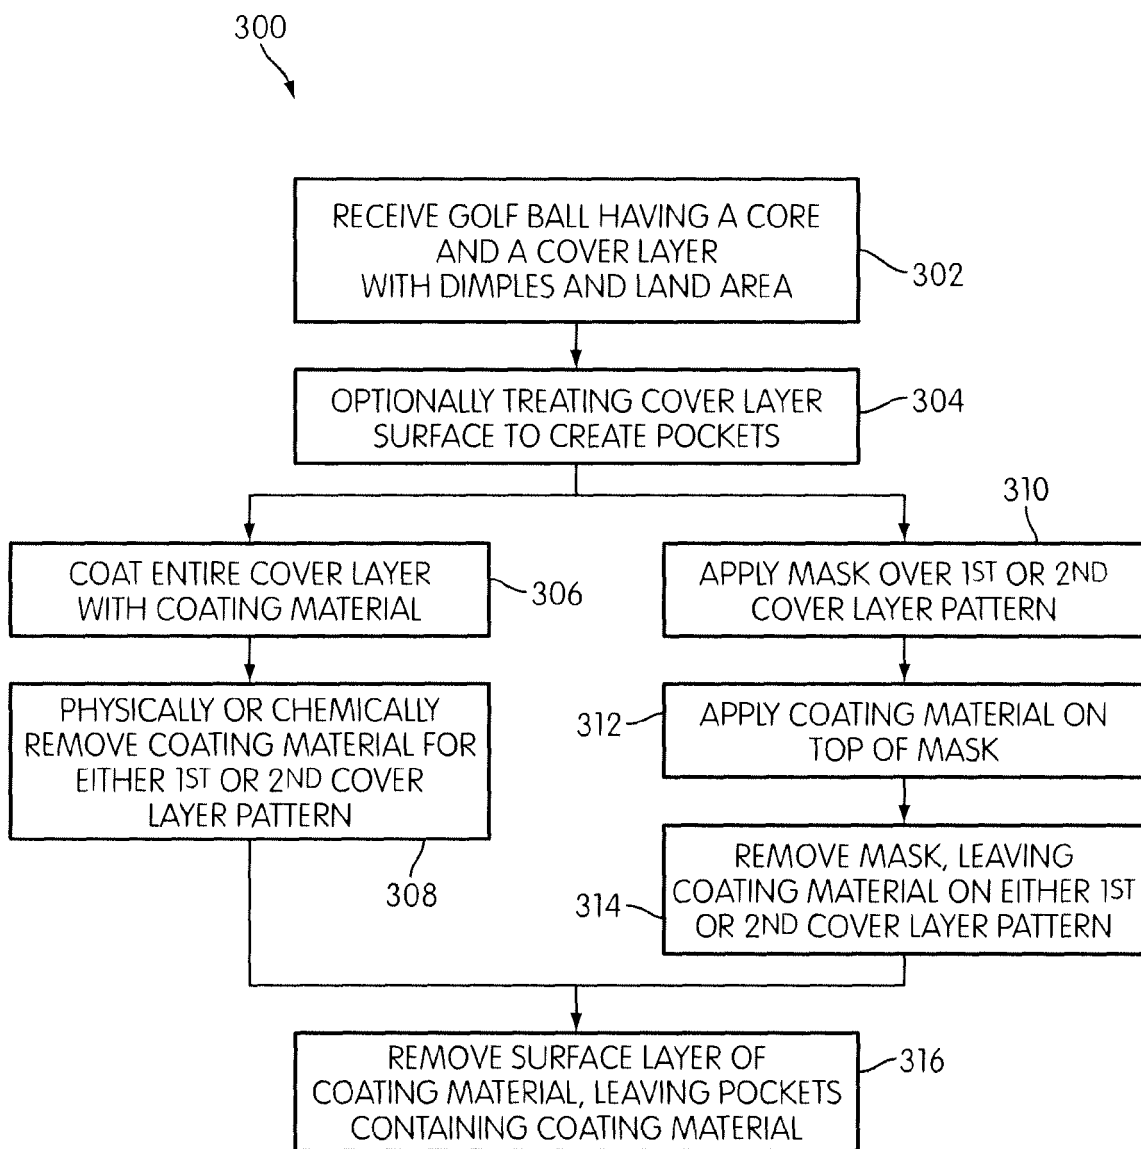 300
RECEIVE GOLF BALL HAVING A CORE
AND A COVER LAYER
WITH DIMPLES AND LAND AREA
302
OPTIONALLY TREATING COVER LAYER
SURFACE TO CREATE POCKETS
304
COAT ENTIRE COVER LAYER
WITH COATING MATERIAL
306
PHYSICALLY OR CHEMICALLY
REMOVE COATING MATERIAL FOR
EITHER 1ST OR 2ND COVER
LAYER PATTERN
308
310
APPLY MASK OVER 1ST OR 2ND
COVER LAYER PATTERN
312
APPLY COATING MATERIAL ON
TOP OF MASK
314
REMOVE MASK, LEAVING
COATING MATERIAL ON EITHER 1ST
OR 2ND COVER LAYER PATTERN
REMOVE SURFACE LAYER OF
COATING MATERIAL, LEAVING POCKETS
CONTAINING COATING MATERIAL
316